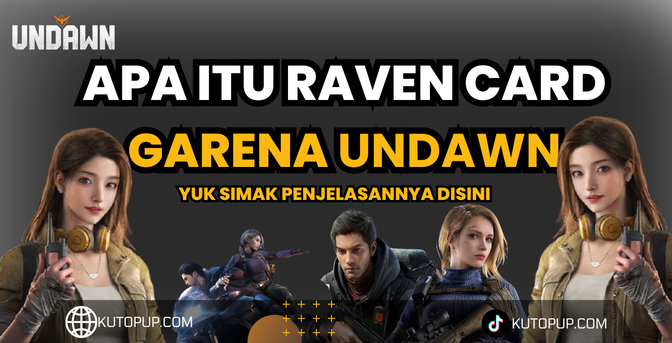 UNDAWN
APA ITU RAVEN CARD
GARENA UNDAWN
YUK SIMAK PENJELASANNYA DISINI
KUTOPUP.COM
KUTOPUP.COM